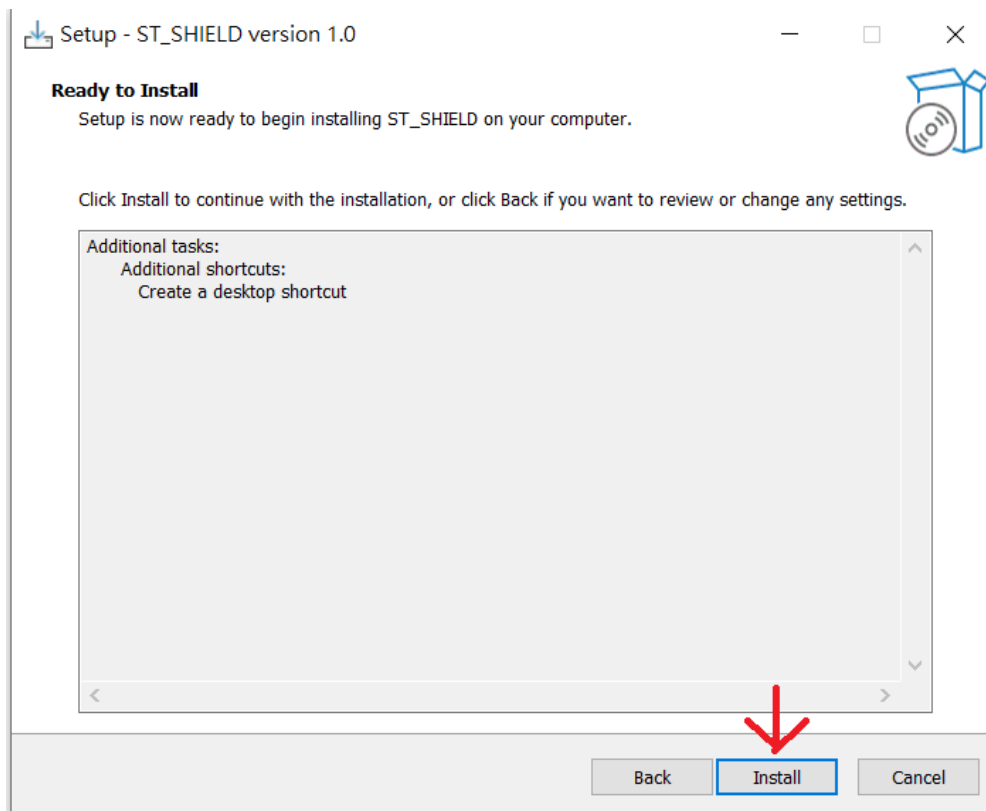 Setup - ST_SHIELD version 1.0
Ready to Install
Setup is now ready to begin installing ST_SHIELD on your computer.
Click Install to continue with the installation, or click Back if you want to review or change any settings.
Additional tasks:
Additional shortcuts:
Create a desktop shortcut
Back
Install
Cancel